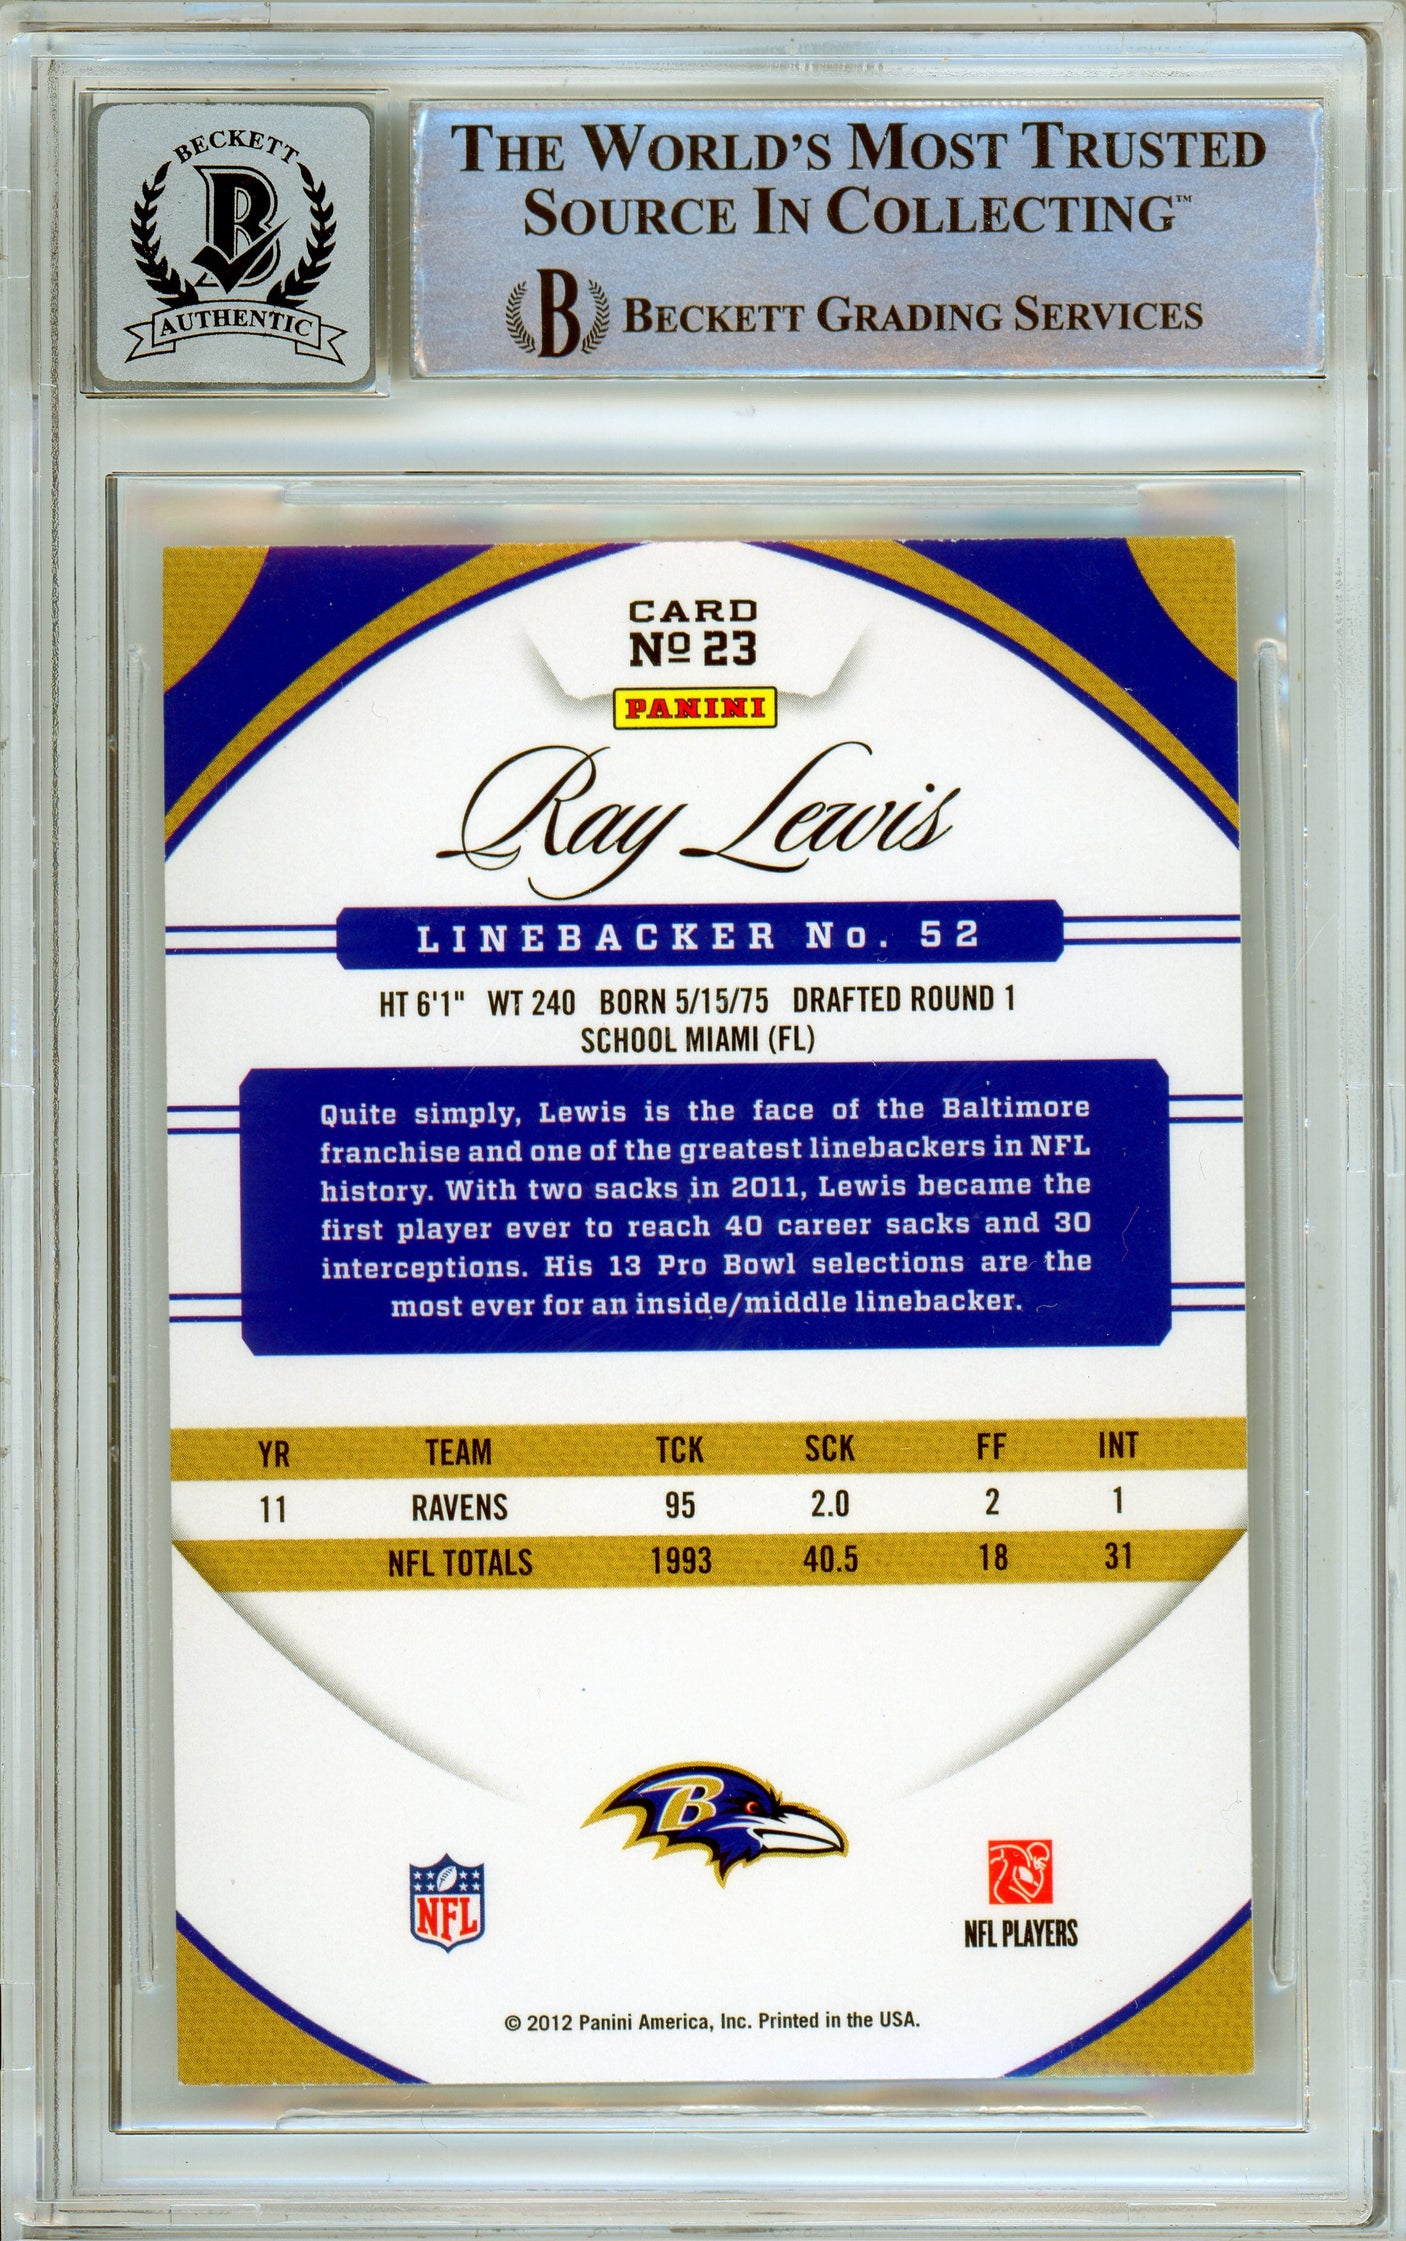 BECKETT
B
AUTHENTIC
THE WORLD'S MOST TRUSTED
SOURCE IN COLLECTING™
B BECKETT GRADING SERVICES
CARD
Nº 23
PANINI
Ray Lewis
LINEBACKER No. 52
HT 6'1" WT 240 BORN 5/15/75 DRAFTED ROUND 1
SCHOOL MIAMI (FL)
Quite simply, Lewis is the face of the Baltimore
franchise and one of the greatest linebackers in NFL
history. With two sacks in 2011, Lewis became the
first player ever to reach 40 career sacks and 30
interceptions. His 13 Pro Bowl selections are the
most ever for an inside/middle linebacker.
YR TEAM TCK SCK FF INT
11 RAVENS 95 2.0 2 1
NFL TOTALS 1993 40.5 18 31
B
NFL
NFL PLAYERS
© 2012 Panini America, Inc. Printed in the USA.